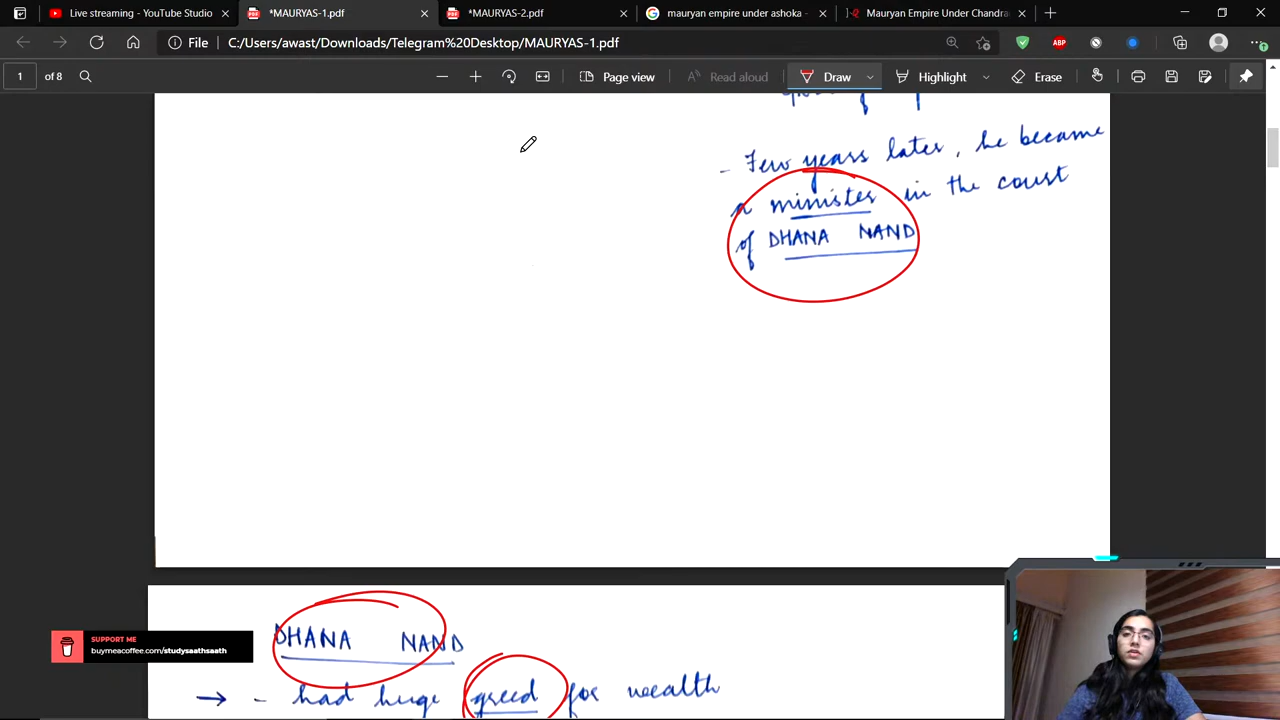 Live streaming - YouTube Studio
*MAURYAS-1.pdf
*MAURYAS-2.pdf
mauryan empire under ashoka -
Mauryan Empire Under Chandra
File
C:/Users/awast/Downloads/Telegram%20Desktop/MAURYAS-1.pdf
ABP
1 of 8
Page view
Read aloud
Draw
Highlight
Erase
- Few years later, he became
a minister in the court
of DHANA NAND
DHANA NAND
→ - had huge greed for wealth
SUPPORT ME
buymeacoffee.com/studysaathsaath